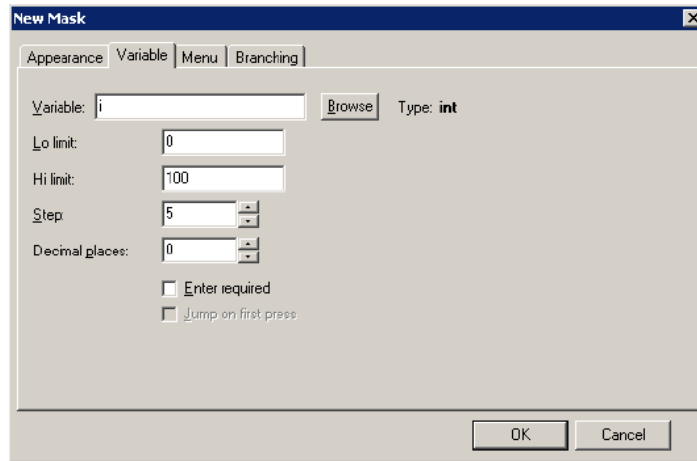 New Mask
Appearance Variable Menu Branching
Variable: i Browse Type: int
Lo limit: 0
Hi limit: 100
Step: 5
Decimal places: 0
Enter required
Jump on first press
OK Cancel